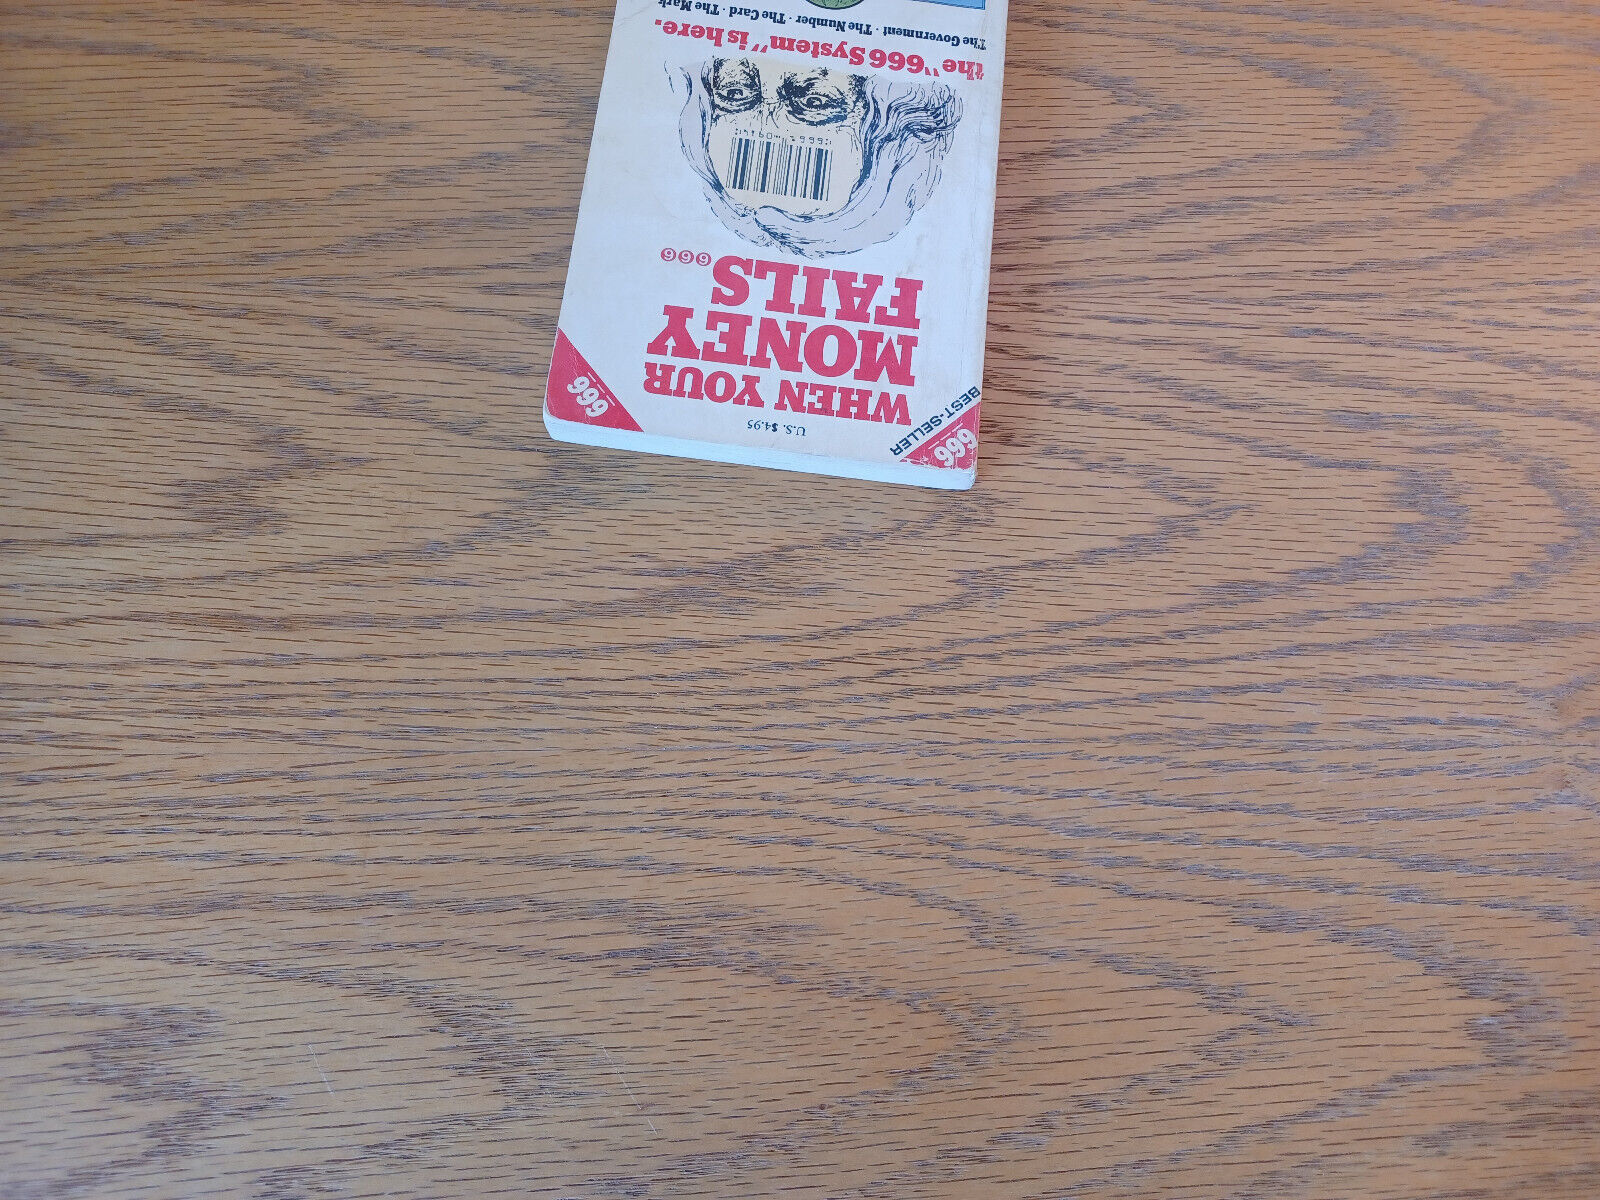 666
BEST-SELLER
666
U.S. $4.95
WHEN YOUR
MONEY
FAILS
666
the "666 System" is here.
The Government · The Number · The Card · The Mark